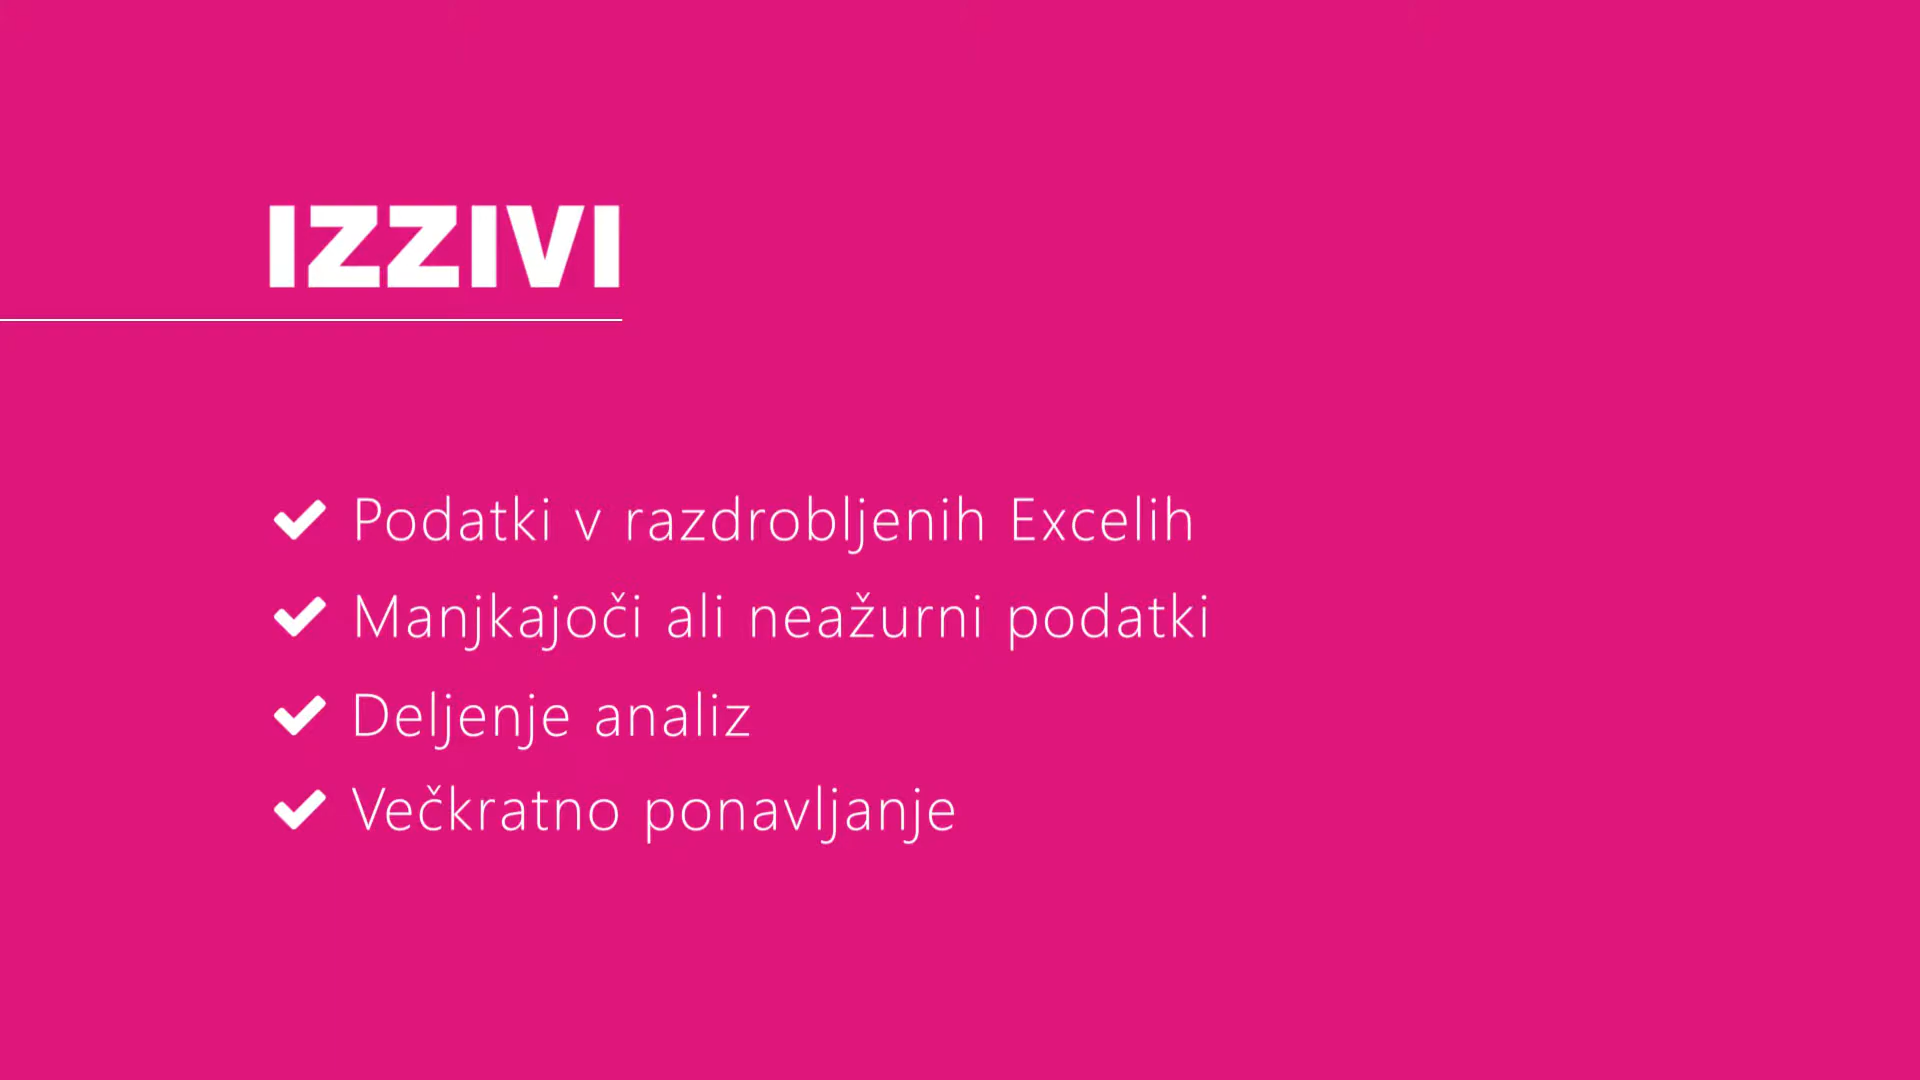 IZZIVI
Podatki v razdrobljenih Excelih
Manjkajoči ali neažurni podatki
Deljenje analiz
Večkratno ponavljanje